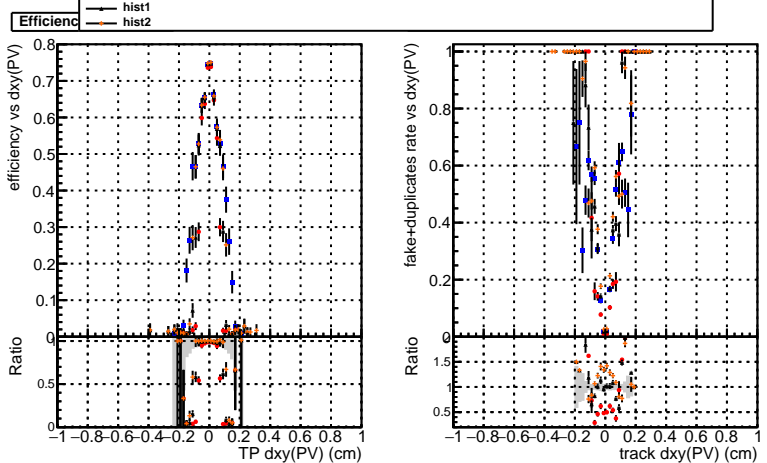 hist1
Efficienc
hist2
efficiency vs dxy(PV)
0.8
0.7
0.6
0.5
0.4
0.3
0.2
0.1
0
Ratio
1
0.5
0
−1 −0.8 −0.6 −0.4 −0.2 0 0.2 0.4 0.6 0.8 1
TP dxy(PV) (cm)
fake+duplicates rate vs dxy(PV)
1
0.8
0.6
0.4
0.2
0
Ratio
1.5
1
0.5
−1 −0.8 −0.6 −0.4 −0.2 0 0.2 0.4 0.6 0.8 1
track dxy(PV) (cm)